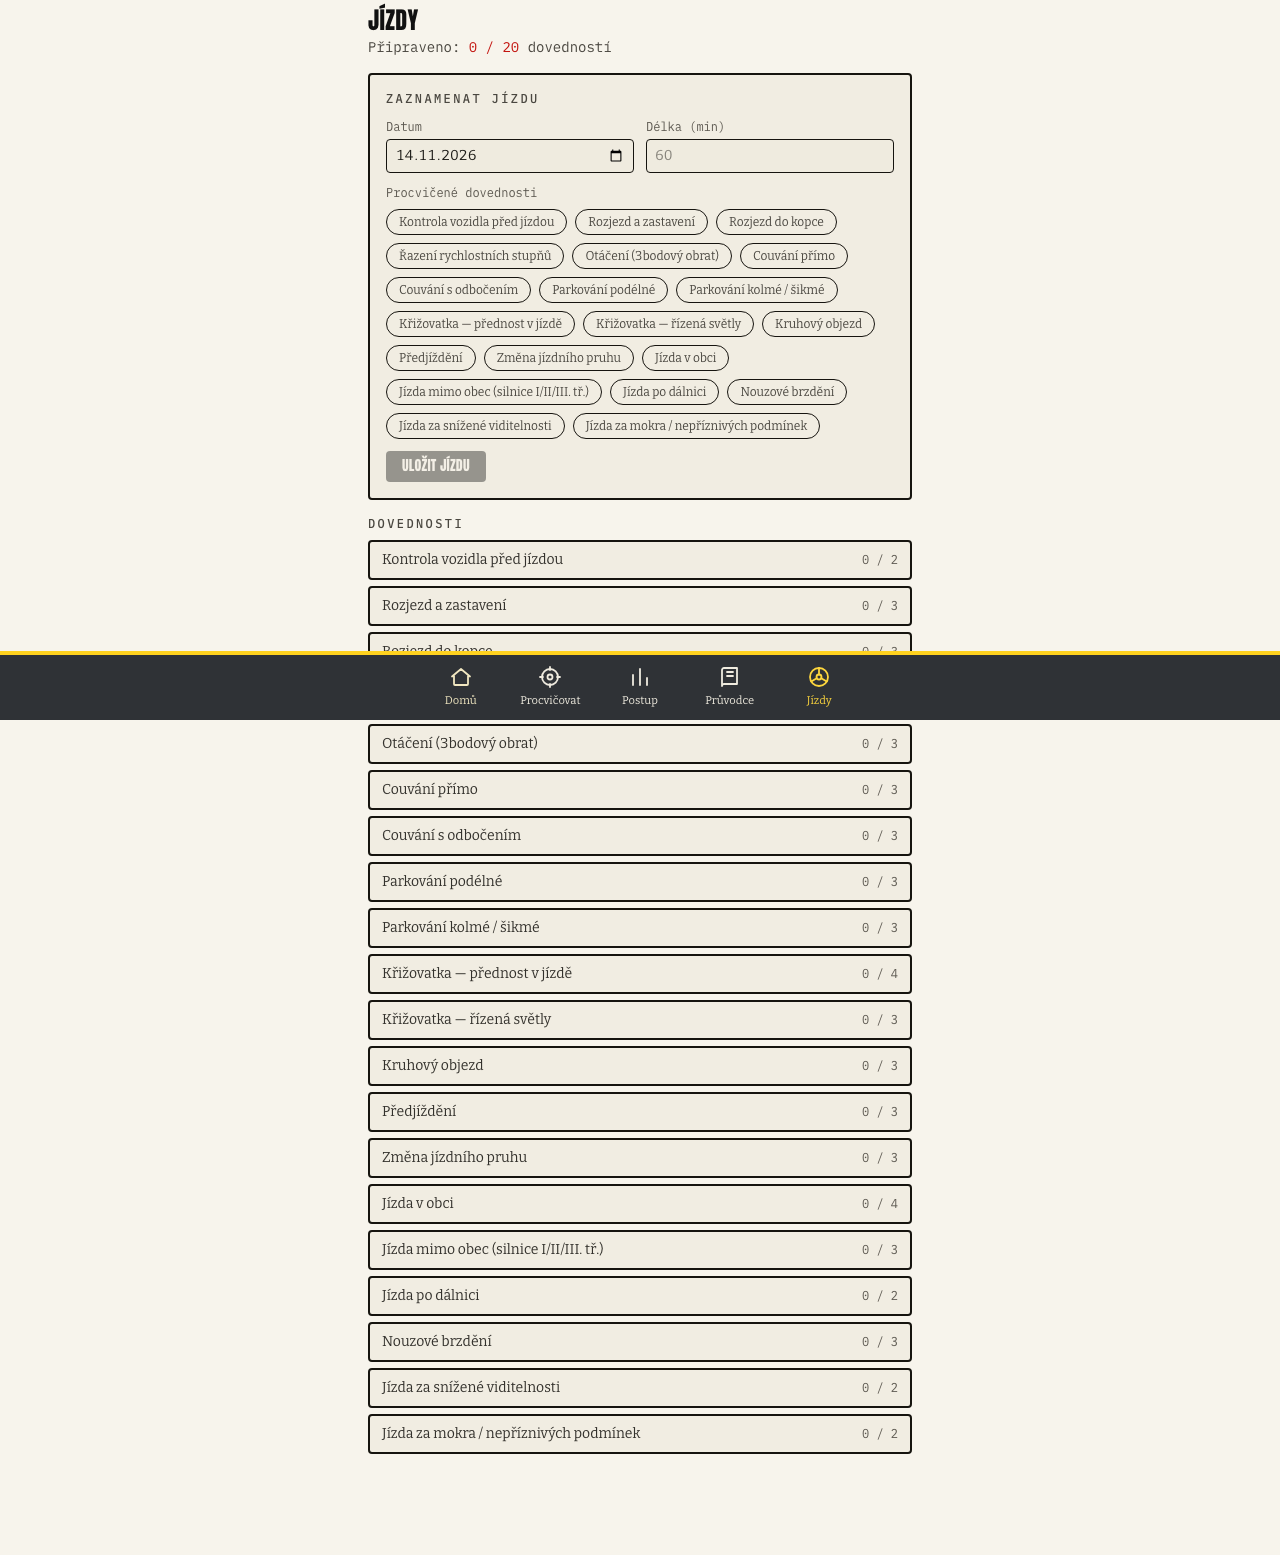 JÍZDY
Připraveno: 0 / 20 dovedností
ZAZNAMENAT JÍZDU
Datum Délka (min)
14.11.2026 60
Procvičené dovednosti
Kontrola vozidla před jízdou Rozjezd a zastavení Rozjezd do kopce
Řazení rychlostních stupňů Otáčení (3bodový obrat) Couvání přímo
Couvání s odbočením Parkování podélné Parkování kolmé / šikmé
Křižovatka — přednost v jízdě Křižovatka — řízená světly Kruhový objezd
Předjíždění Změna jízdního pruhu Jízda v obci
Jízda mimo obec (silnice I/II/III. tř.) Jízda po dálnici Nouzové brzdění
Jízda za snížené viditelnosti Jízda za mokra / nepříznivých podmínek
ULOŽIT JÍZDU
DOVEDNOSTI
Kontrola vozidla před jízdou 0 / 2
Rozjezd a zastavení 0 / 3
Rozjezd do kopce 0 / 3
Domů Procvičovat Postup Průvodce Jízdy
Otáčení (3bodový obrat) 0 / 3
Couvání přímo 0 / 3
Couvání s odbočením 0 / 3
Parkování podélné 0 / 3
Parkování kolmé / šikmé 0 / 3
Křižovatka — přednost v jízdě 0 / 4
Křižovatka — řízená světly 0 / 3
Kruhový objezd 0 / 3
Předjíždění 0 / 3
Změna jízdního pruhu 0 / 3
Jízda v obci 0 / 4
Jízda mimo obec (silnice I/II/III. tř.) 0 / 3
Jízda po dálnici 0 / 2
Nouzové brzdění 0 / 3
Jízda za snížené viditelnosti 0 / 2
Jízda za mokra / nepříznivých podmínek 0 / 2